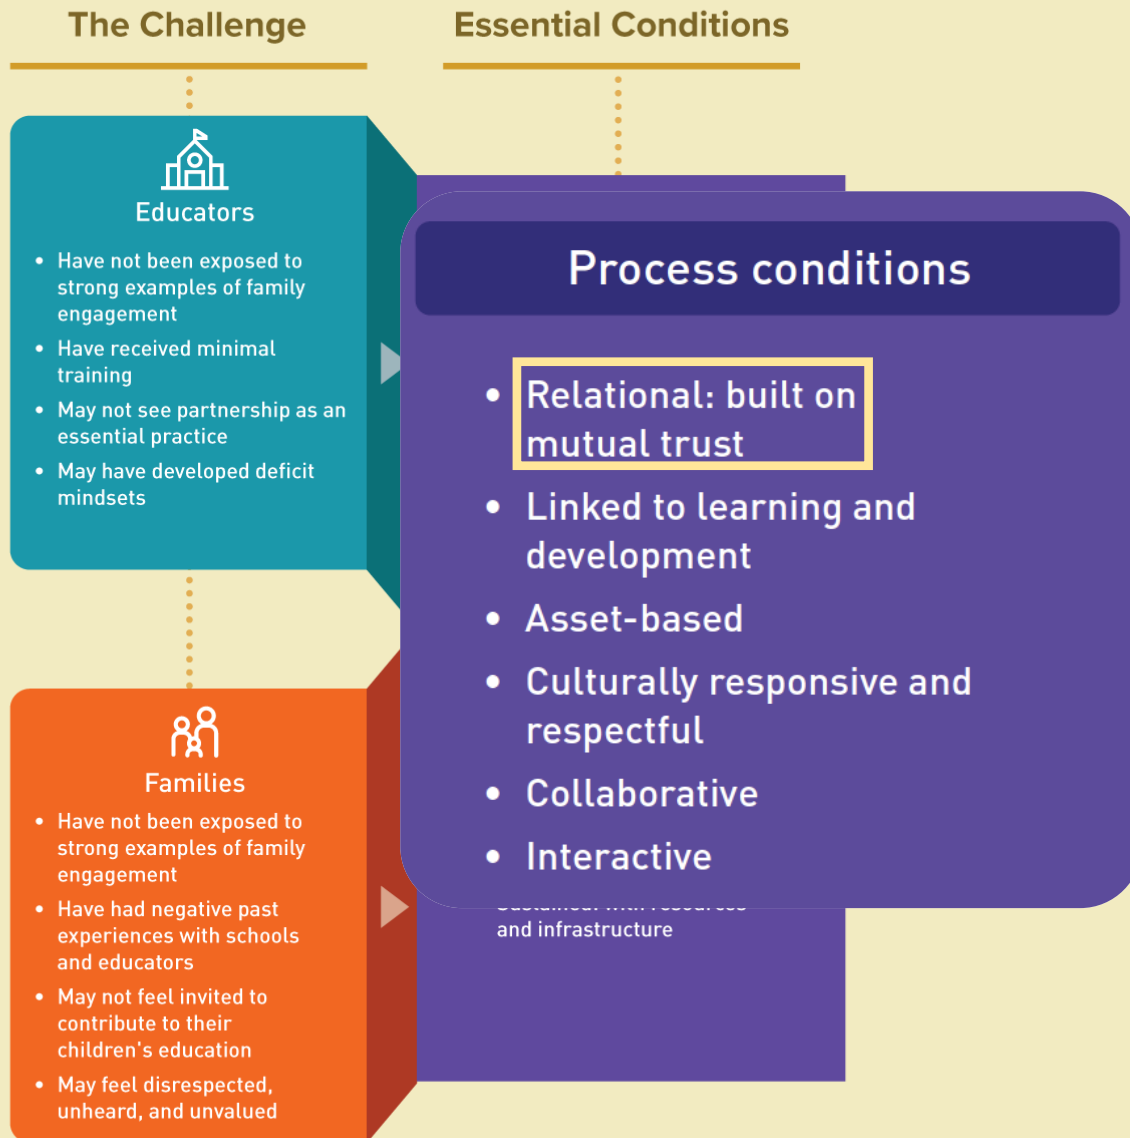 The Challenge
Essential Conditions
Educators
• Have not been exposed to
strong examples of family
engagement
• Have received minimal
training
• May not see partnership as an
essential practice
• May have developed deficit
mindsets
Families
• Have not been exposed to
strong examples of family
engagement
• Have had negative past
experiences with schools
and educators
• May not feel invited to
contribute to their
children's education
• May feel disrespected,
unheard, and unvalued
Process conditions
• Relational: built on
mutual trust
• Linked to learning and
development
• Asset-based
• Culturally responsive and
respectful
• Collaborative
• Interactive
Sustained: with resources
and infrastructure